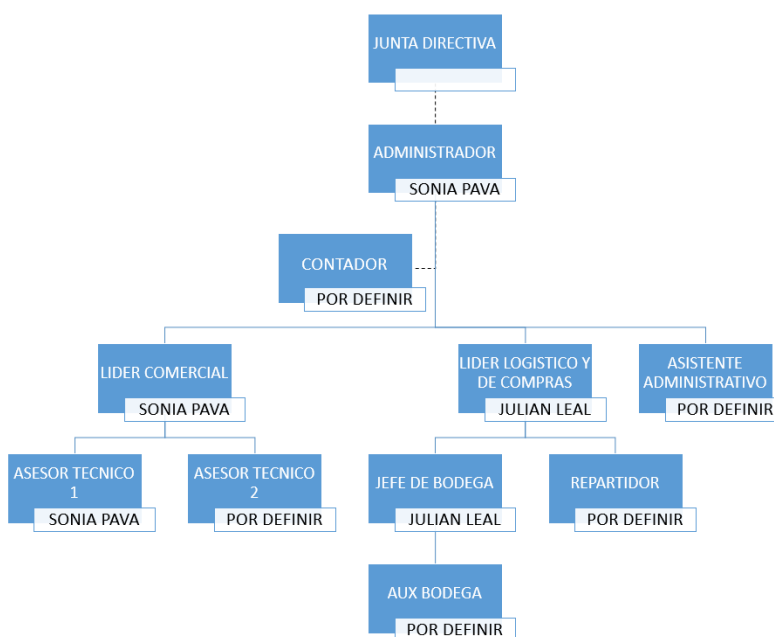 JUNTA DIRECTIVA
ADMINISTRADOR
SONIA PAVA
CONTADOR
POR DEFINIR
LIDER COMERCIAL
SONIA PAVA
LIDER LOGISTICO Y
DE COMPRAS
JULIAN LEAL
ASISTENTE
ADMINISTRATIVO
POR DEFINIR
ASESOR TECNICO
1
SONIA PAVA
ASESOR TECNICO
2
POR DEFINIR
JEFE DE BODEGA
JULIAN LEAL
REPARTIDOR
POR DEFINIR
AUX BODEGA
POR DEFINIR